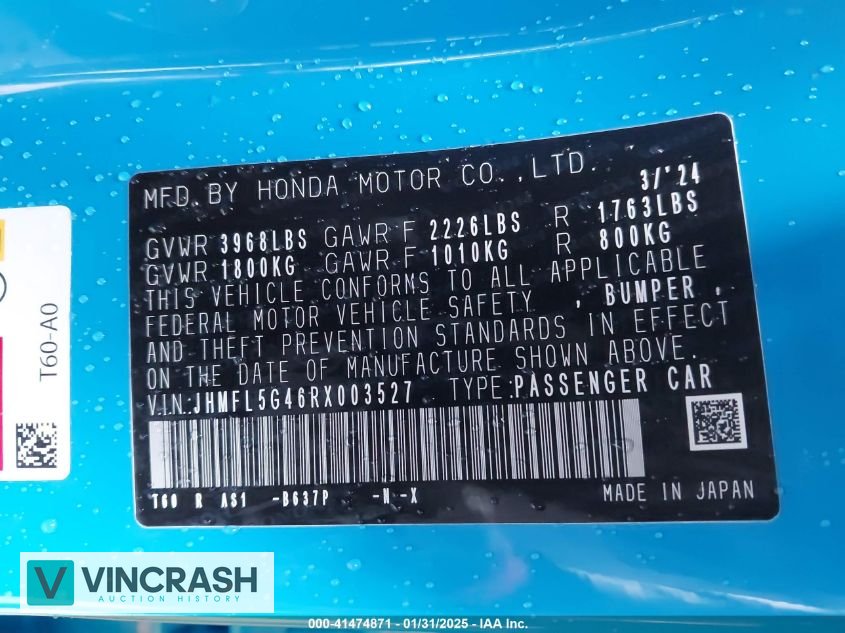 MFD. BY HONDA MOTOR CO., LTD. 3/'24
GVWR 3968LBS GAWR F 2226LBS R 1763LBS
GVWR 1800KG GAWR F 1010KG R 800KG
THIS VEHICLE CONFORMS TO ALL APPLICABLE
FEDERAL MOTOR VEHICLE SAFETY , BUMPER ,
AND THEFT PREVENTION STANDARDS IN EFFECT
ON THE DATE OF MANUFACTURE SHOWN ABOVE.
VIN:JHMFL5G46RX003527 TYPE:PASSENGER CAR
T60 R AS1 -B637P -N -X
MADE IN JAPAN
T60-A0
V VINCRASH
AUCTION HISTORY
000-41474871 - 01/31/2025 - IAA Inc.